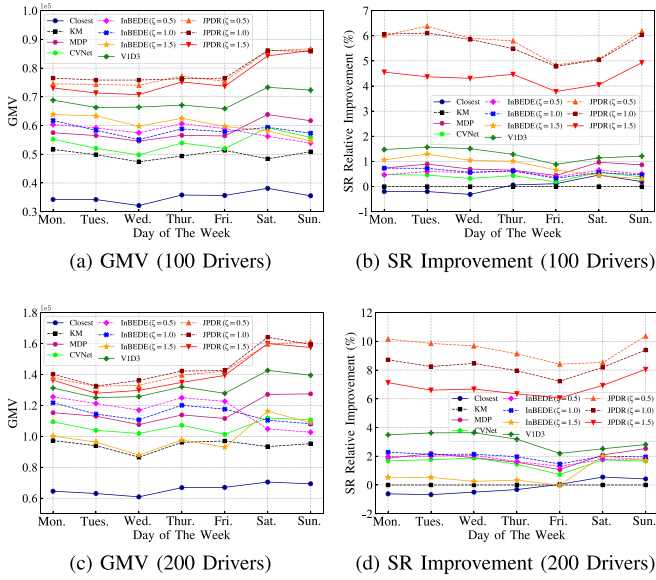 1e5
GMV
0.3
0.4
0.5
0.6
0.7
0.8
0.9
1.0
Closest
KM
MDP
CVNet
InBEDE(ζ=0.5)
InBEDE(ζ=1.0)
InBEDE(ζ=1.5)
V1D3
JPDR(ζ=0.5)
JPDR(ζ=1.0)
JPDR(ζ=1.5)
Mon. Tues. Wed. Thur. Fri. Sat. Sun.
Day of The Week
(a) GMV (100 Drivers)
SR Relative Improvement (%)
7
6
5
4
3
2
1
0
-1
Closest
KM
MDP
CVNet
InBEDE(ζ=0.5)
InBEDE(ζ=1.0)
InBEDE(ζ=1.5)
V1D3
JPDR(ζ=0.5)
JPDR(ζ=1.0)
JPDR(ζ=1.5)
Mon. Tues. Wed. Thur. Fri. Sat. Sun.
Day of The Week
(b) SR Improvement (100 Drivers)
1e5
GMV
1.8
1.6
1.4
1.2
1.0
0.8
0.6
Closest
KM
MDP
CVNet
InBEDE(ζ=0.5)
InBEDE(ζ=1.0)
InBEDE(ζ=1.5)
V1D3
JPDR(ζ=0.5)
JPDR(ζ=1.0)
JPDR(ζ=1.5)
Mon. Tues. Wed. Thur. Fri. Sat. Sun.
Day of The Week
(c) GMV (200 Drivers)
SR Relative Improvement (%)
12
10
8
6
4
2
0
-2
Closest
KM
MDP
CVNet
InBEDE(ζ=0.5)
InBEDE(ζ=1.0)
InBEDE(ζ=1.5)
V1D3
JPDR(ζ=0.5)
JPDR(ζ=1.0)
JPDR(ζ=1.5)
Mon. Tues. Wed. Thur. Fri. Sat. Sun.
Day of The Week
(d) SR Improvement (200 Drivers)